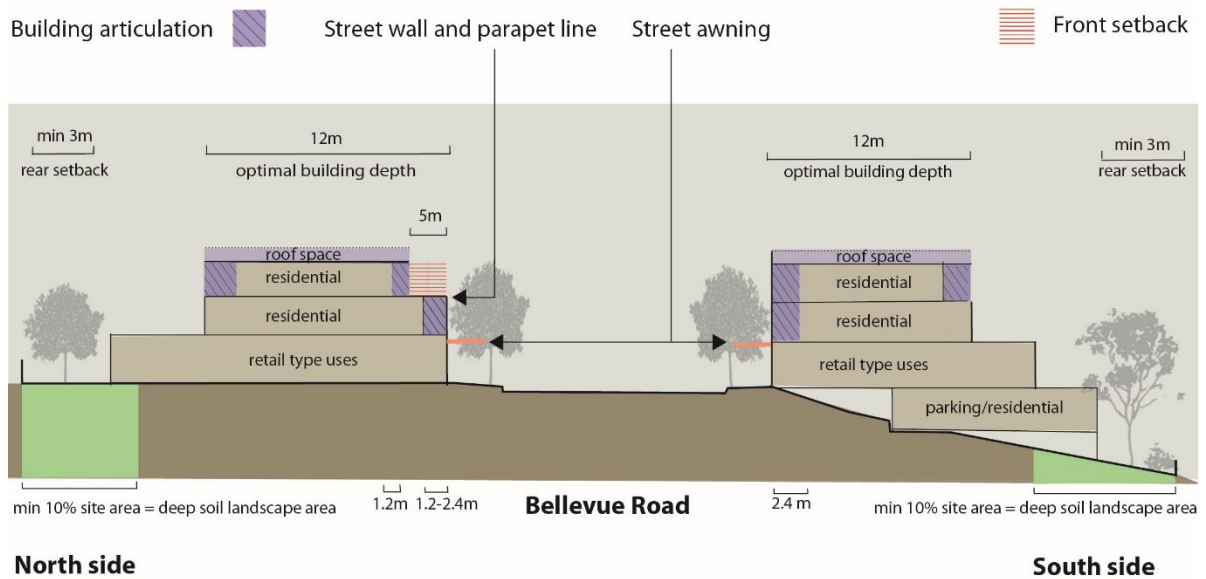 Building articulation
Street wall and parapet line
Street awning
Front setback
min 3m
rear setback
12m
optimal building depth
5m
12m
optimal building depth
min 3m
rear setback
roof space
residential
residential
retail type uses
roof space
residential
residential
retail type uses
parking/residential
min 10% site area = deep soil landscape area
1.2m
1.2-2.4m
Bellevue Road
2.4 m
min 10% site area = deep soil landscape area
North side
South side